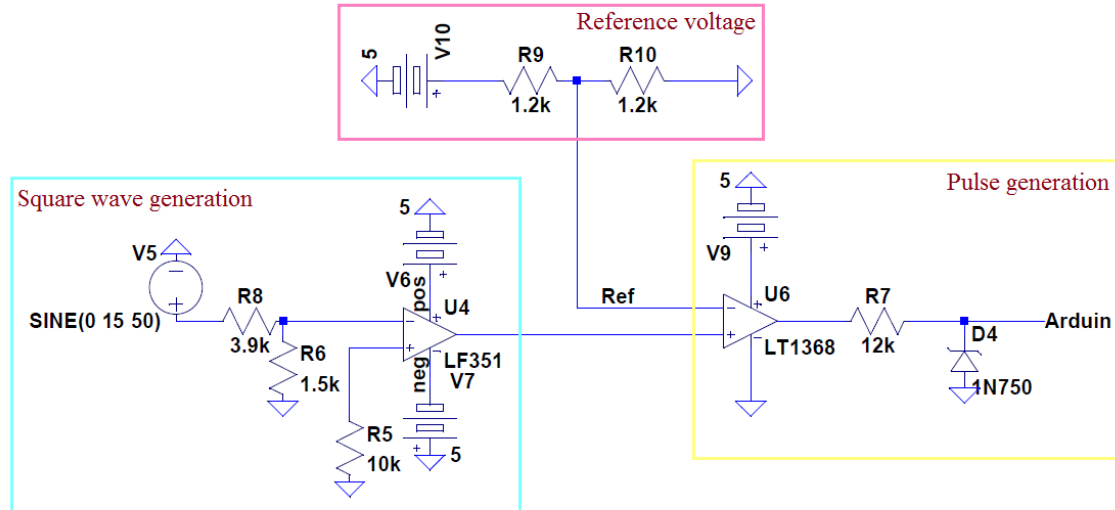 Reference voltage
5
V10
R9
1.2k
R10
1.2k
Square wave generation
V5
SINE(0 15 50)
R8
3.9k
R6
1.5k
R5
10k
5
V6
pos
U4
LF351
neg
V7
5
Ref
Pulse generation
5
V9
U6
LT1368
R7
12k
D4
1N750
Arduin